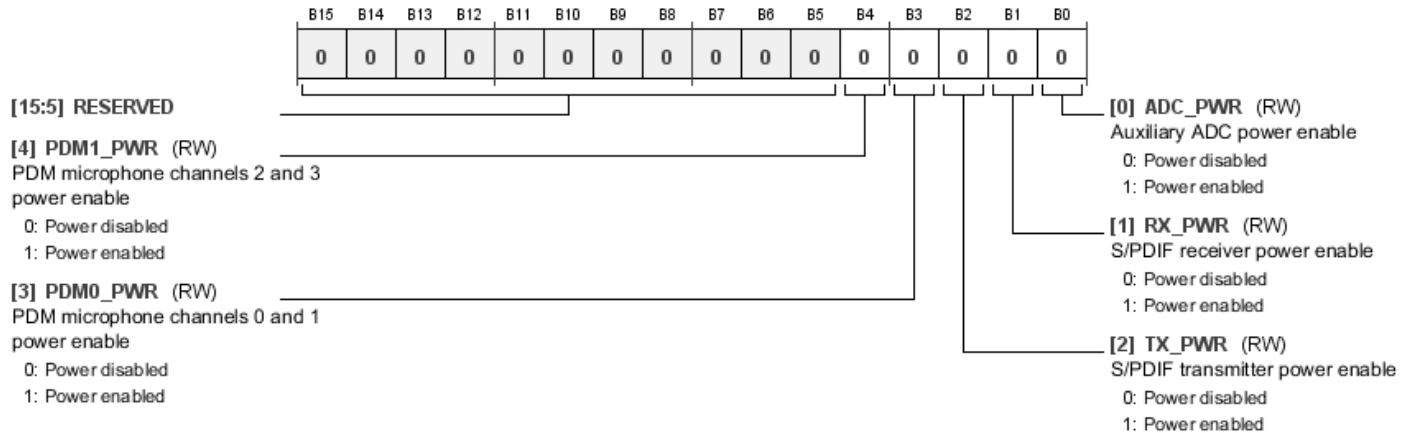 B15 B14 B13 B12 B11 B10 B9 B8 B7 B6 B5 B4 B3 B2 B1 B0
0 0 0 0 0 0 0 0 0 0 0 0 0 0 0 0
[15:5] RESERVED
[4] PDM1_PWR (RW)
PDM microphone channels 2 and 3
power enable
0: Power disabled
1: Power enabled
[3] PDM0_PWR (RW)
PDM microphone channels 0 and 1
power enable
0: Power disabled
1: Power enabled
[0] ADC_PWR (RW)
Auxiliary ADC power enable
0: Power disabled
1: Power enabled
[1] RX_PWR (RW)
S/PDIF receiver power enable
0: Power disabled
1: Power enabled
[2] TX_PWR (RW)
S/PDIF transmitter power enable
0: Power disabled
1: Power enabled